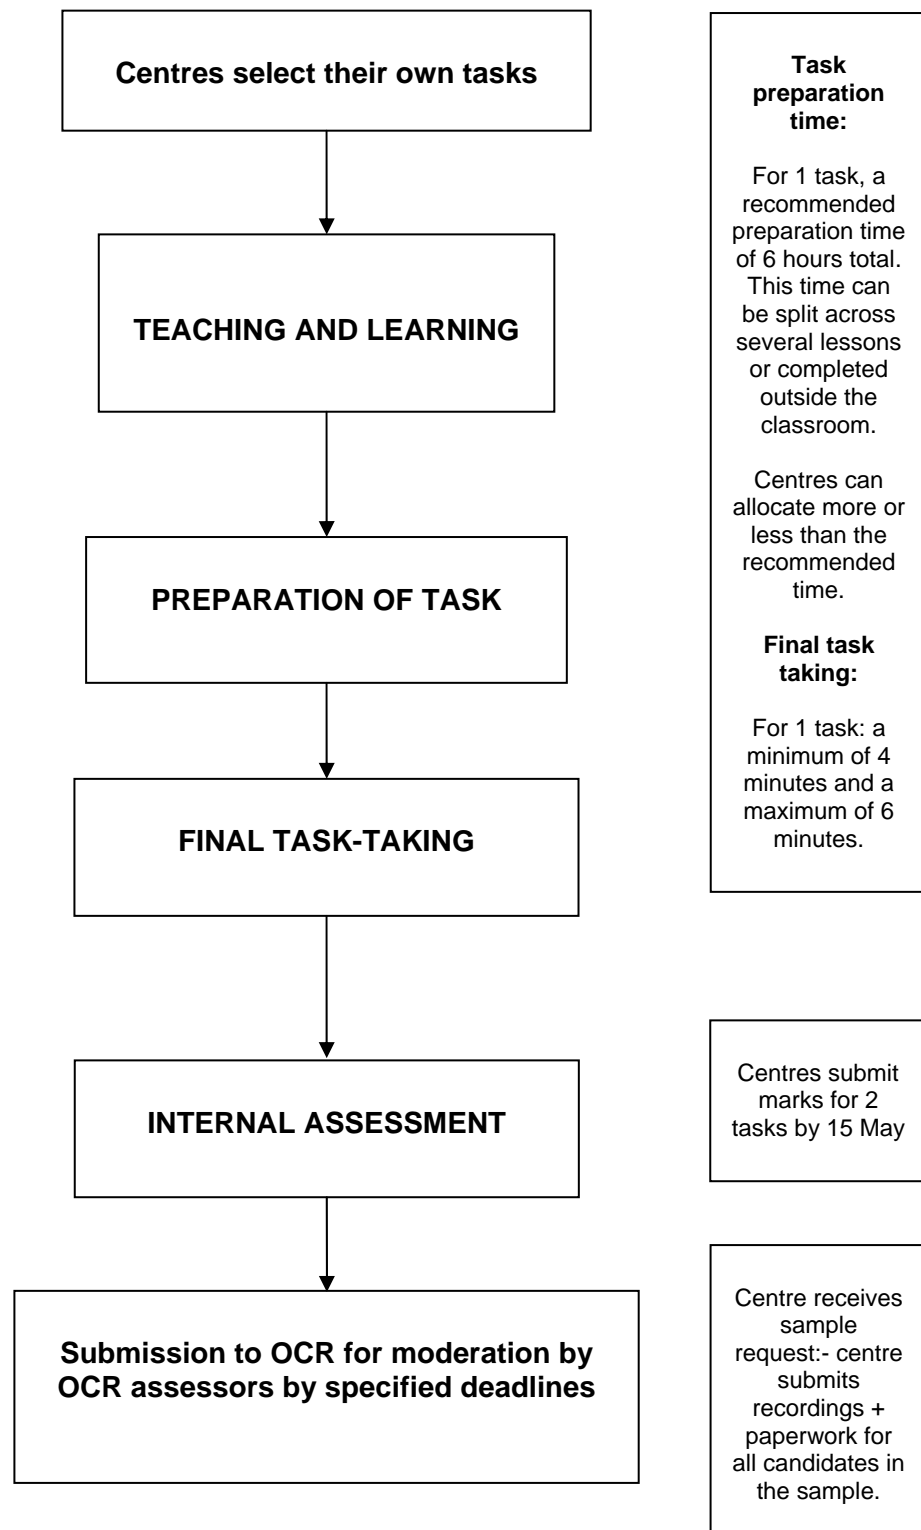 Centres select their own tasks
TEACHING AND LEARNING
PREPARATION OF TASK
FINAL TASK-TAKING
INTERNAL ASSESSMENT
Submission to OCR for moderation by
OCR assessors by specified deadlines
Task
preparation
time:
For 1 task, a
recommended
preparation time
of 6 hours total.
This time can
be split across
several lessons
or completed
outside the
classroom.
Centres can
allocate more or
less than the
recommended
time.
Final task
taking:
For 1 task: a
minimum of 4
minutes and a
maximum of 6
minutes.
Centres submit
marks for 2
tasks by 15 May
Centre receives
sample
request:- centre
submits
recordings +
paperwork for
all candidates in
the sample.